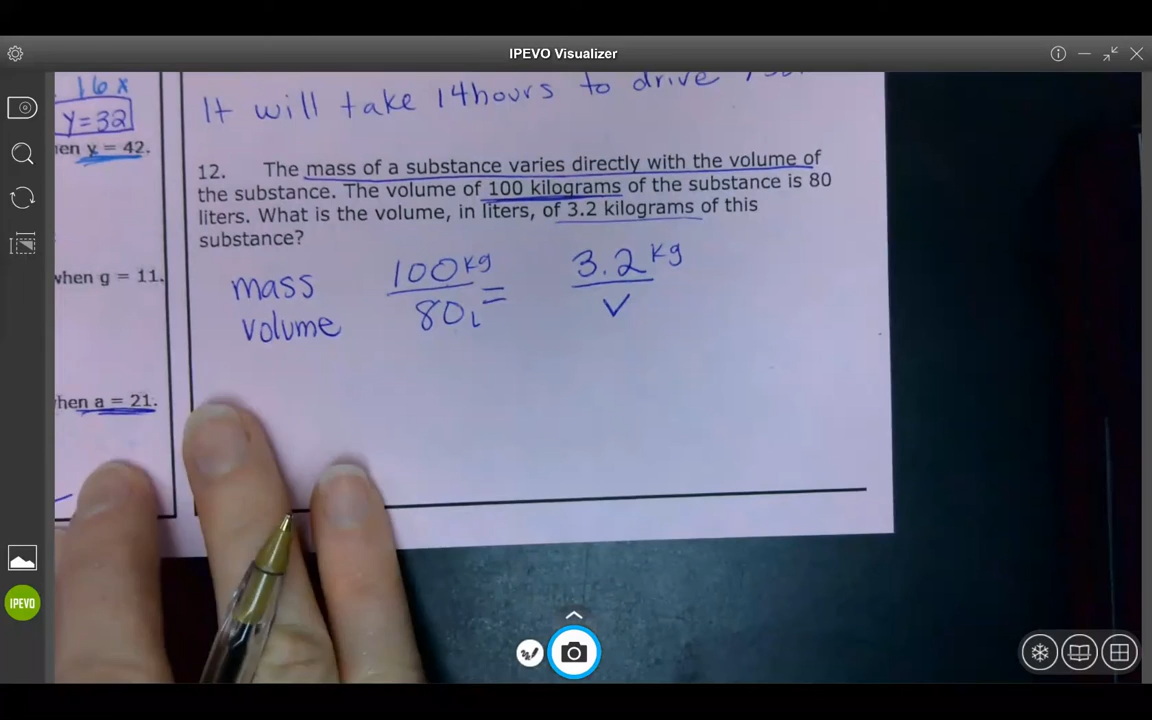 IPEVO Visualizer
16x
y=32
en x = 42.
when g = 11.
hen a = 21.
It will take 14hours to drive
12. The mass of a substance varies directly with the volume of
the substance. The volume of 100 kilograms of the substance is 80
liters. What is the volume, in liters, of 3.2 kilograms of this
substance?
mass 100kg = 3.2kg
volume 80L V
IPEVO